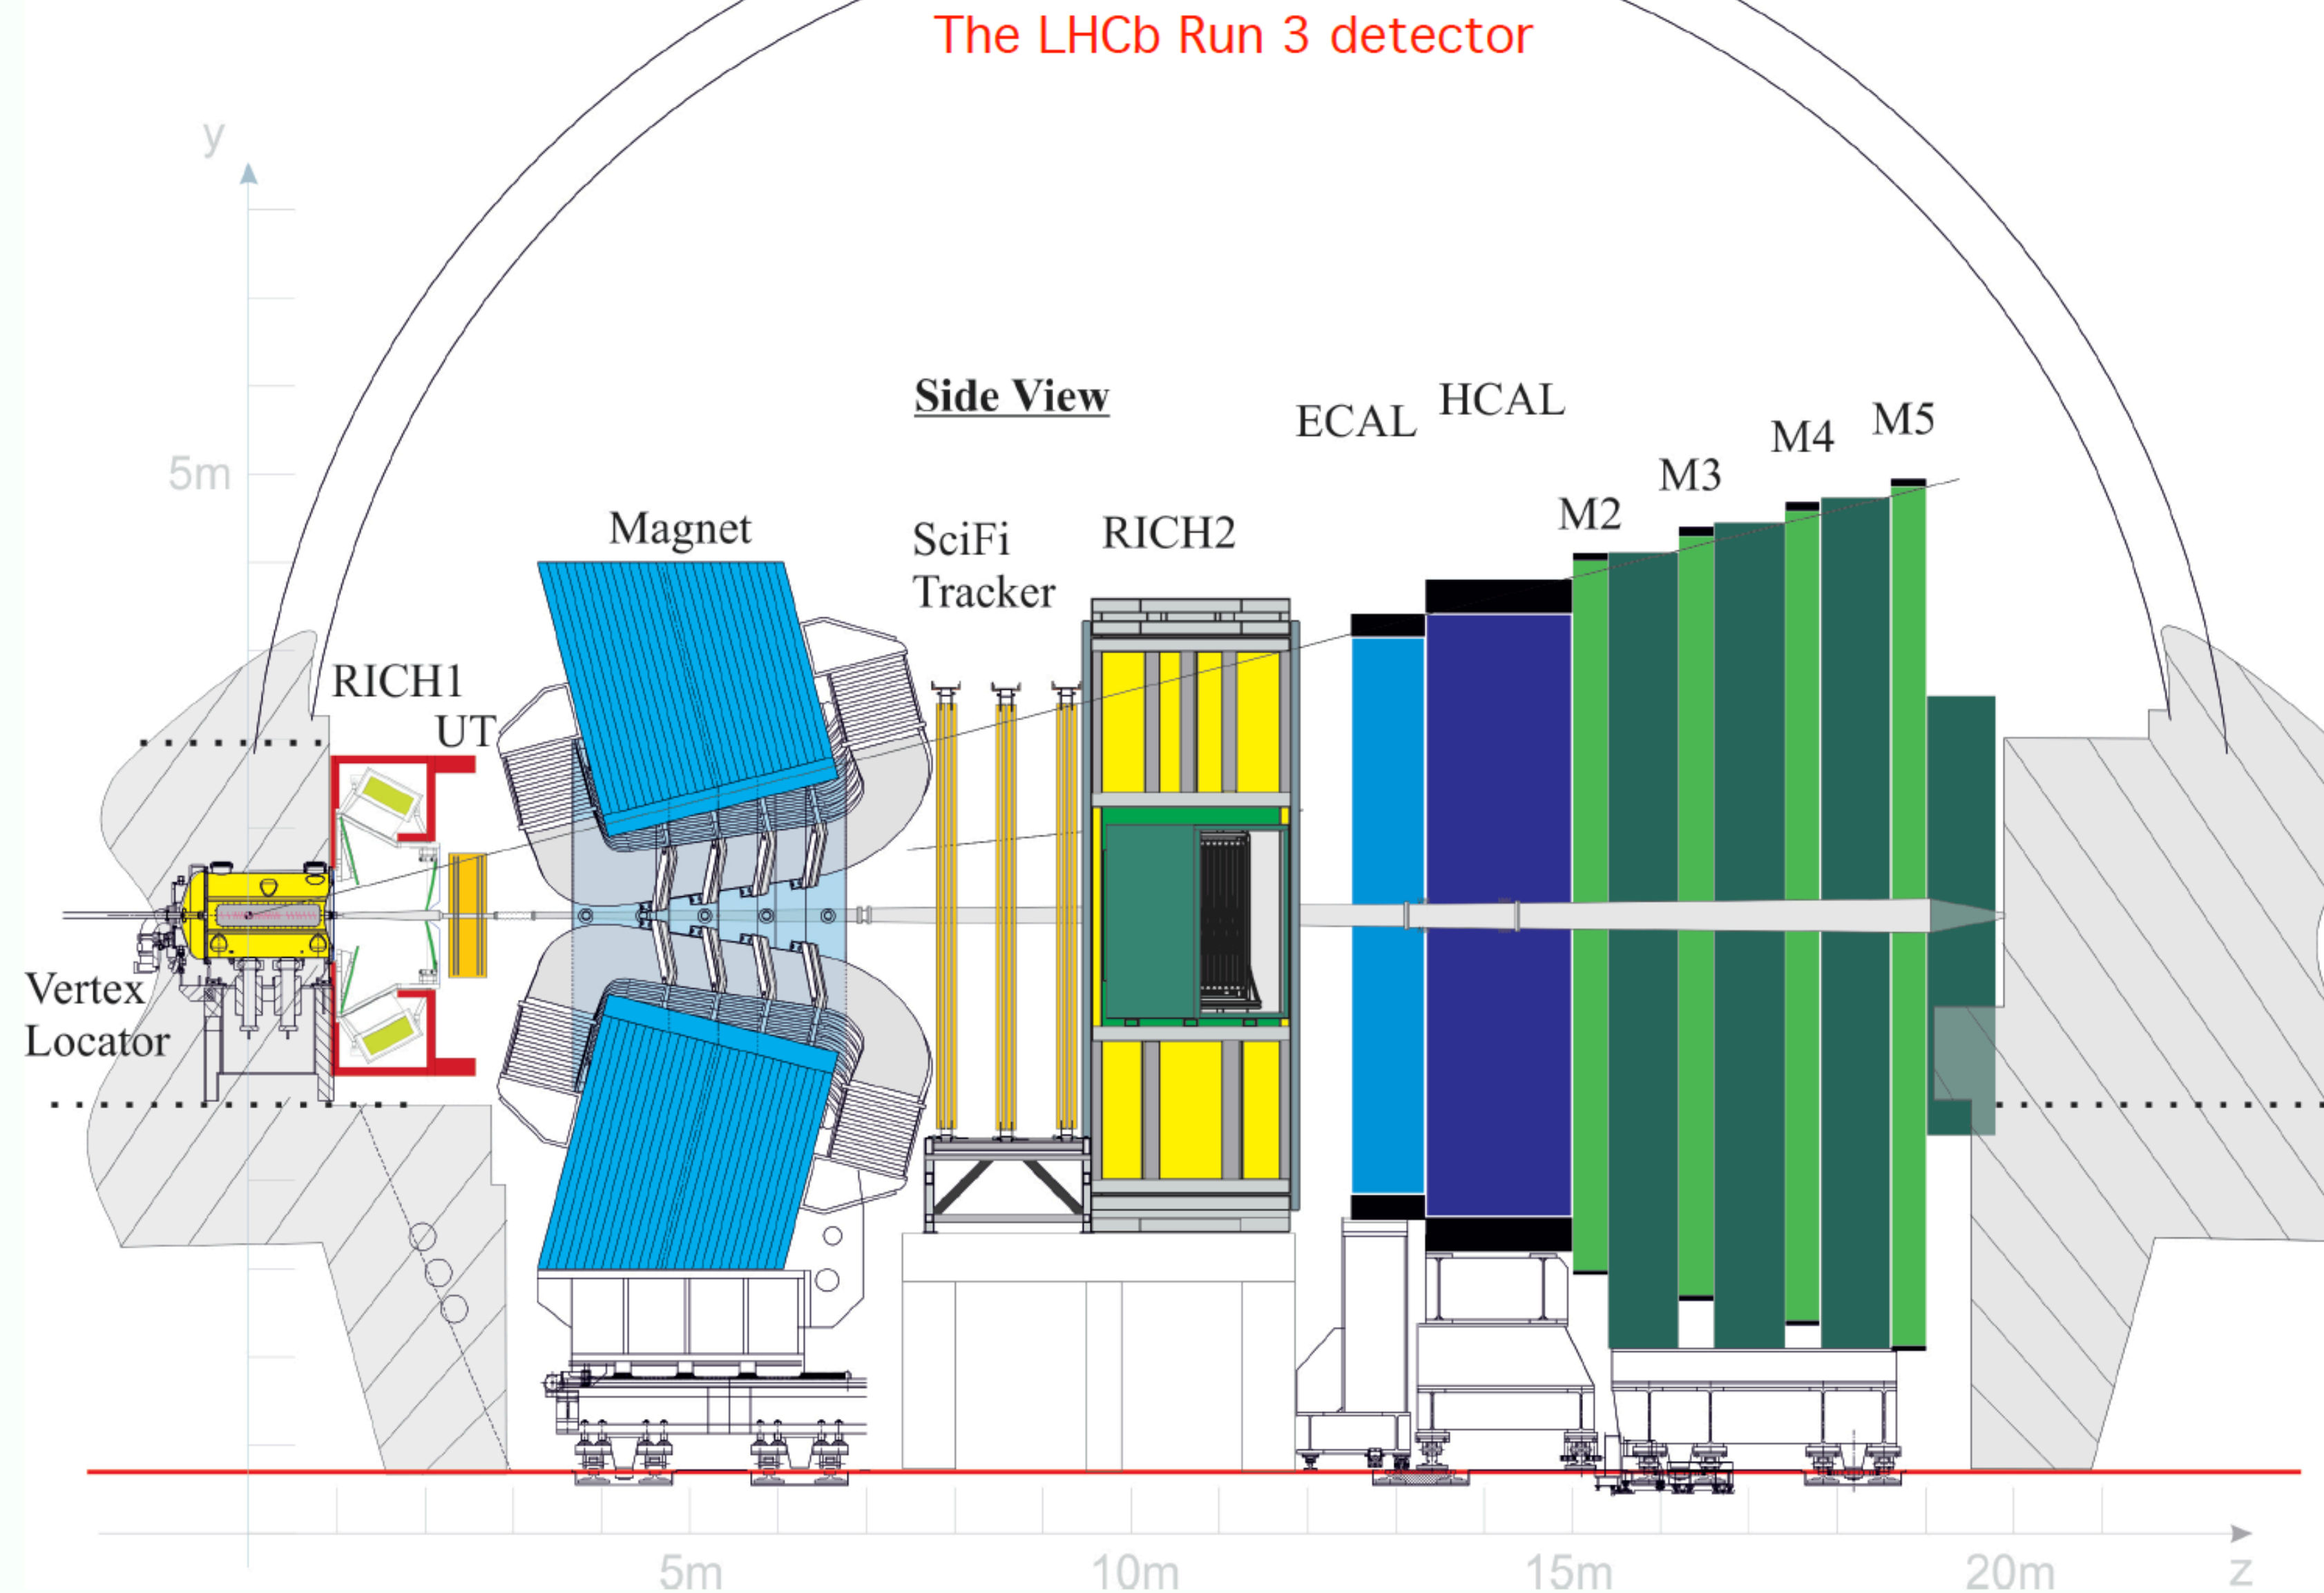 The LHCb Run 3 detector
y
Side View
ECAL
HCAL
M5
M4
M3
5m
M2
Magnet
SciFi
Tracker
RICH2
RICH1
UT
Vertex
Locator
5m
10m
15m
20m
z